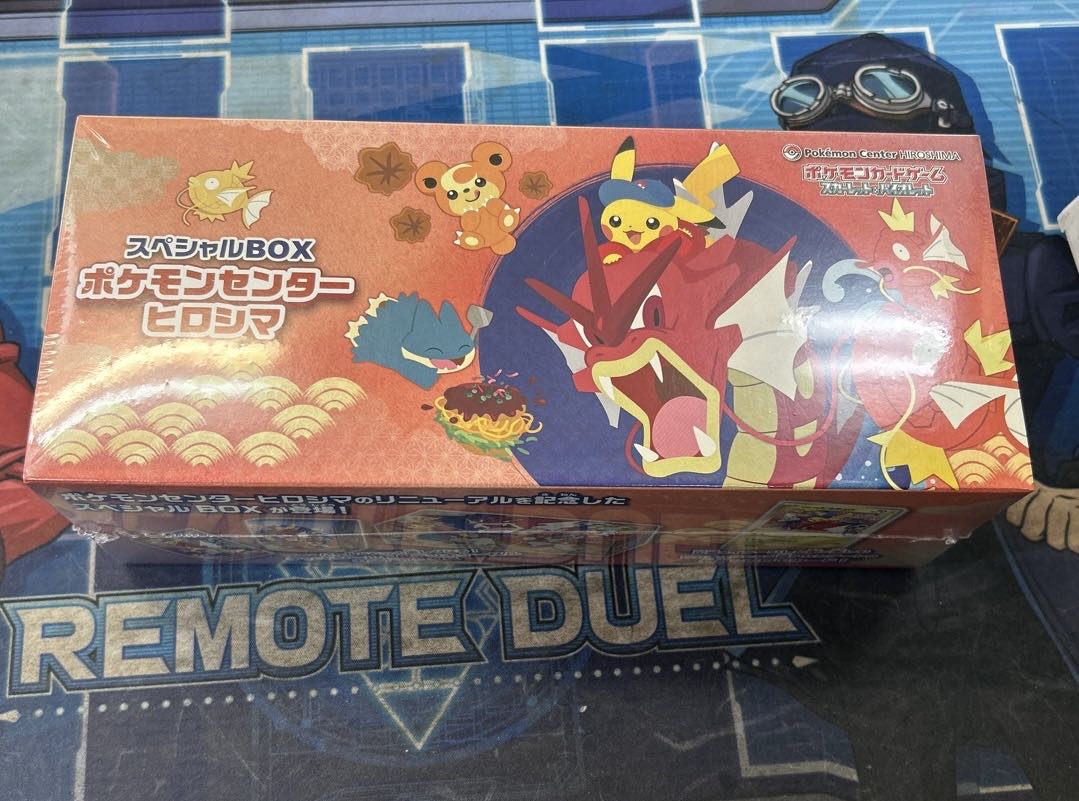 Pokémon Center HIROSHIMA
ポケモンカードゲーム
スカーレット&バイオレット
スペシャルBOX
ポケモンセンター
ヒロシマ
ポケモンセンターヒロシマのリニューアルを記念した
スペシャルBOXが登場!
REMOTE DUEL